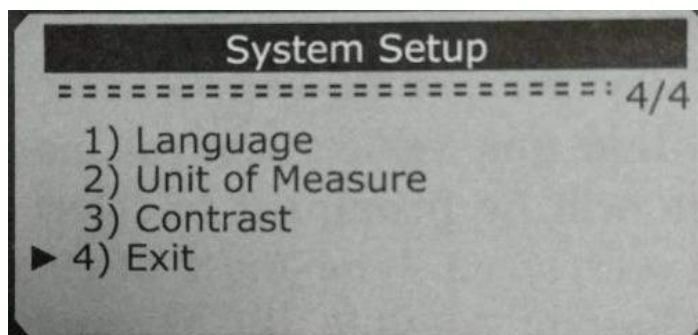 System Setup
4/4
1) Language
2) Unit of Measure
3) Contrast
► 4) Exit